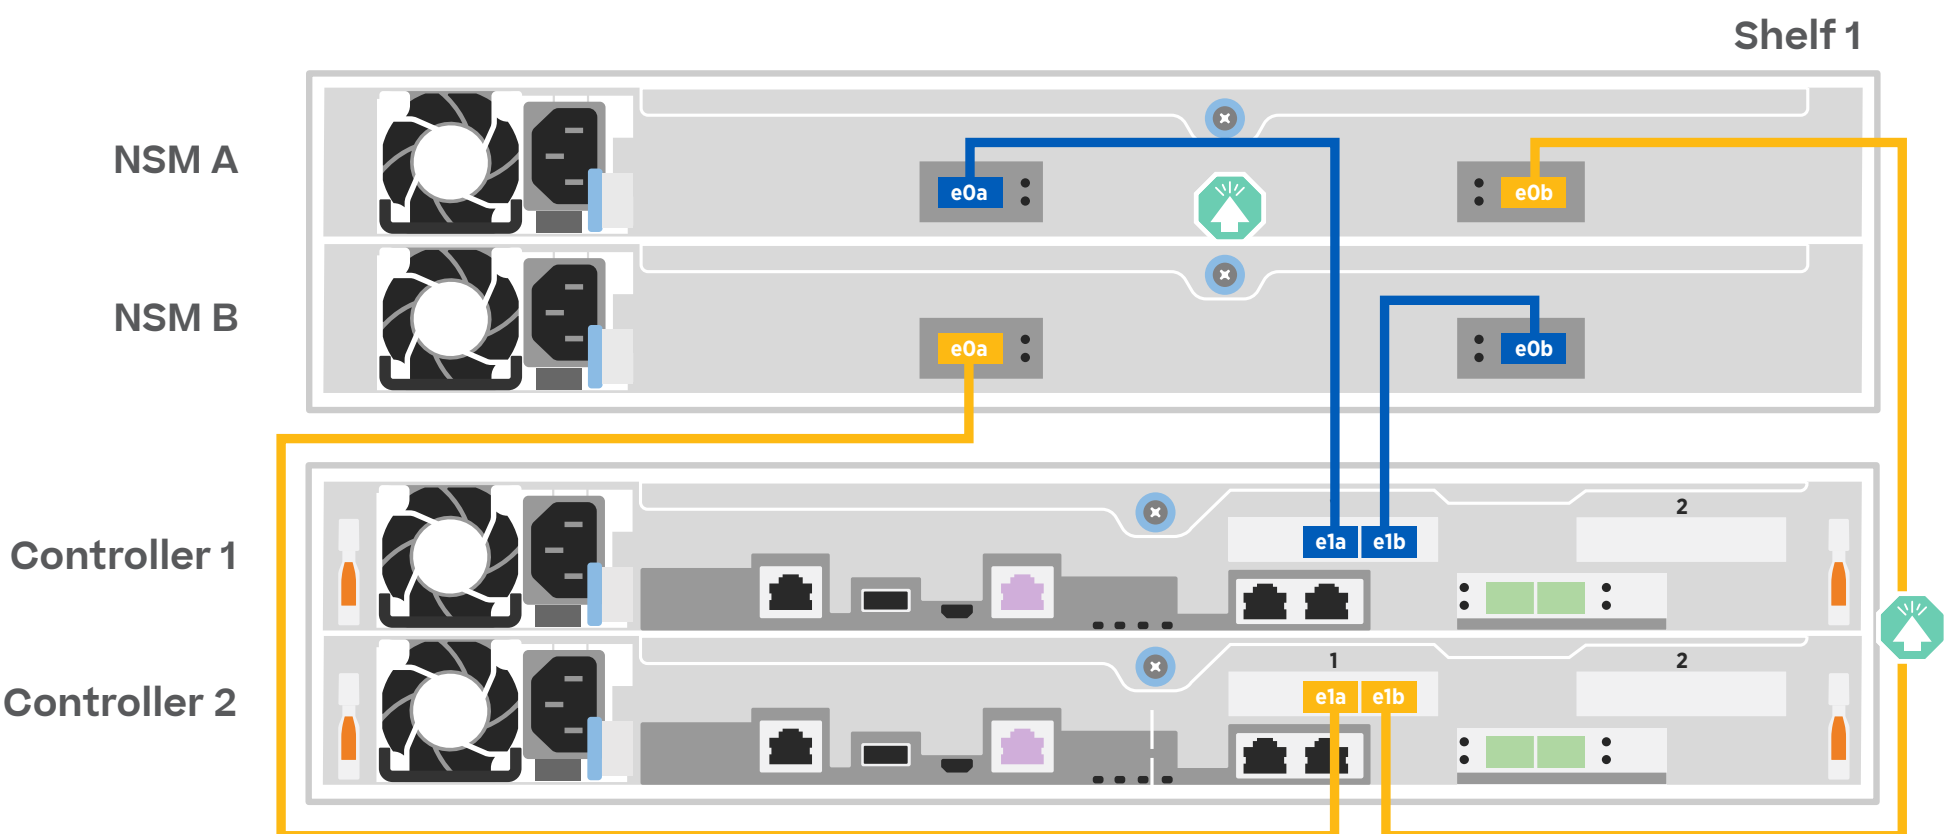 Shelf 1
NSM A
e0a
e0b
NSM B
e0a
e0b
2
Controller 1
e1a e1b
1
2
Controller 2
e1a e1b